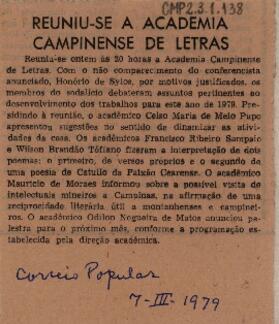 CMP2.3.1.138
REUNIU-SE A ACADEMIA
CAMPINENSE DE LETRAS
Reuniu-se ontem às 20 horas a Academia Campinense
de Letras. Com o não comparecimento do conferencista
anunciado, Honório de Sylos, por motivos justificados, os
membros do sodalício debateram assuntos pertinentes ao
desenvolvimento dos trabalhos para este ano de 1979. Pre-
sidindo à reunião, o acadêmico Celso Maria de Mello Pupo
apresentou sugestões no sentido de dinamizar as ativi-
dades da casa. Os acadêmicos Francisco Ribeiro Sampaio
e Wilson Brandão Tófano fizeram a interpretação de dois
poemas: o primeiro, de versos próprios e o segundo de
uma poesia de Catullo da Paixão Cearense. O acadêmico
Mauricio de Moraes informou sobre a possível visita de
intelectuais mineiros a Campinas, na afirmação de uma
reciprocidade literária útil a montanheses e campinei-
ros. O acadêmico Odilon Nogueira de Matos anunciou pa-
lestra para o próximo mês, conforme a programação es-
tabelecida pela direção acadêmica.
Correio Popular
7-III-1979